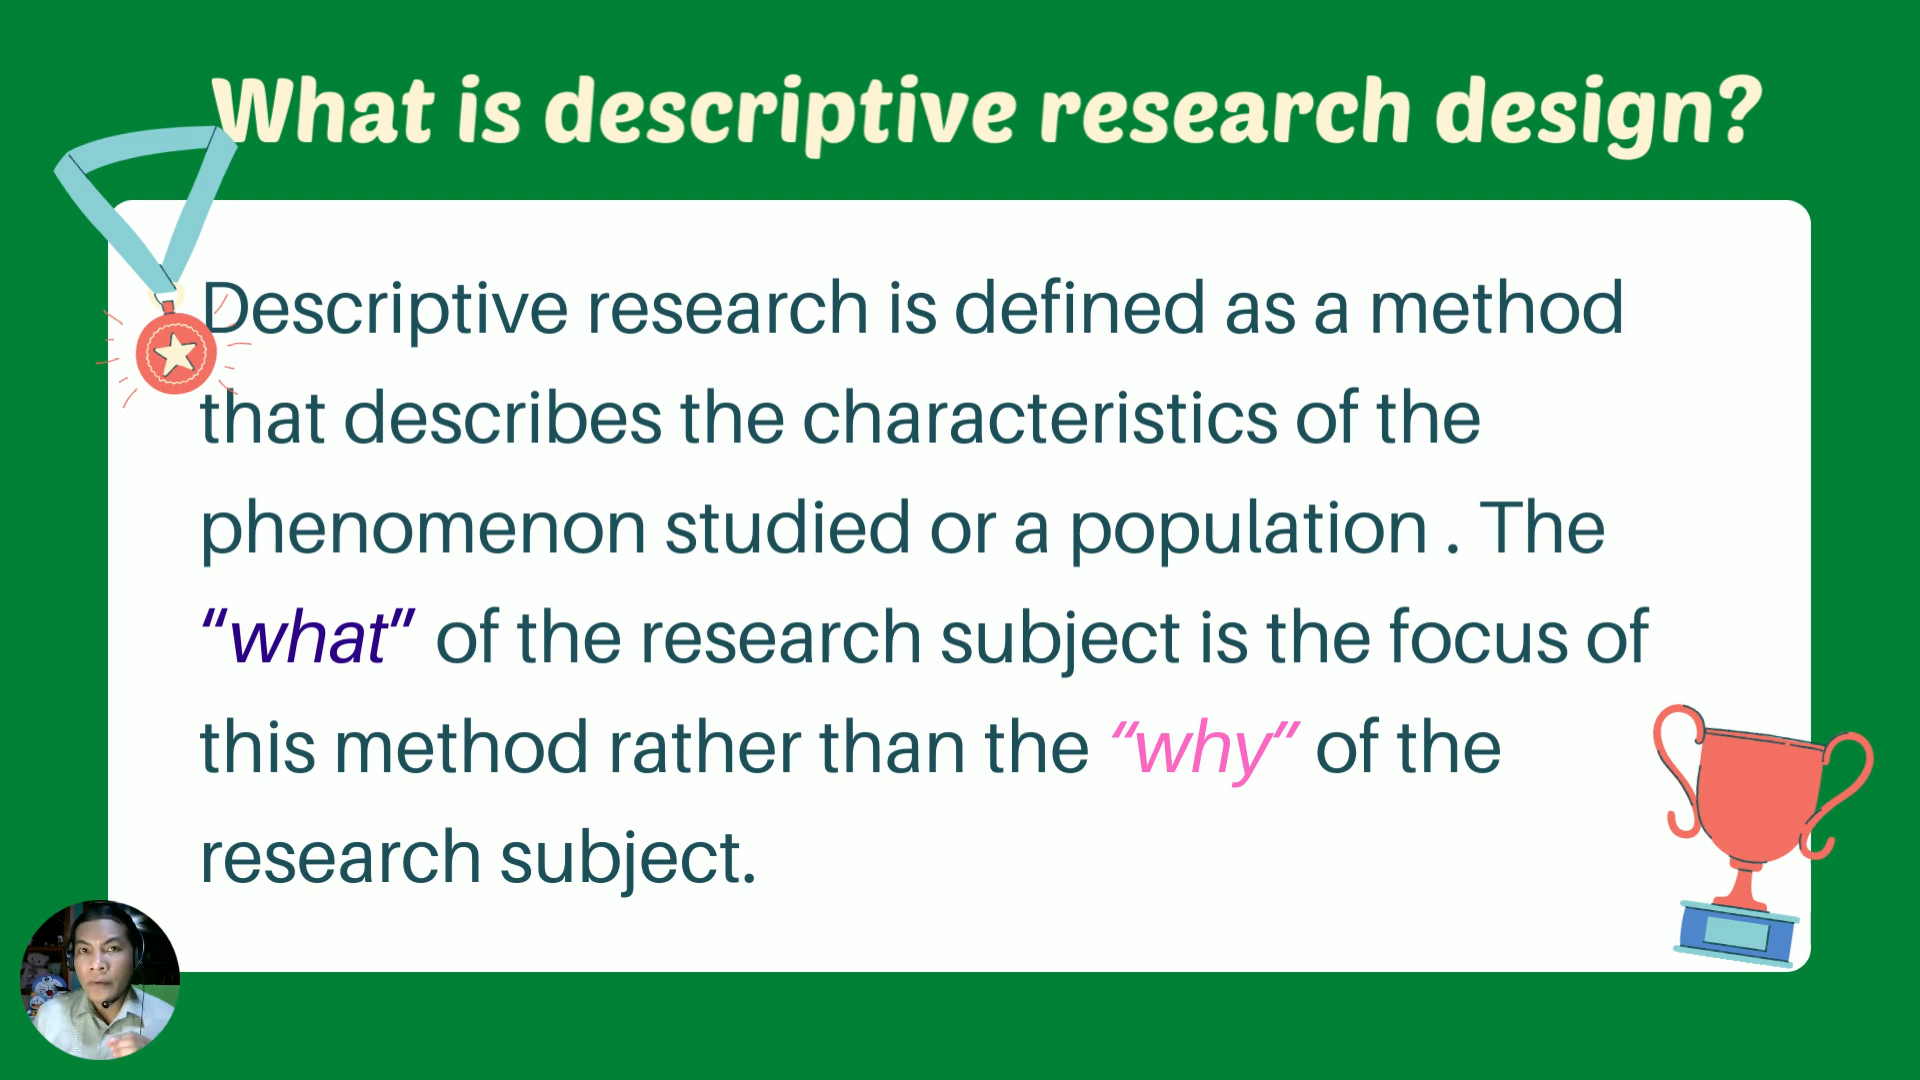 What is descriptive research design?
Descriptive research is defined as a method
that describes the characteristics of the
phenomenon studied or a population . The
“what” of the research subject is the focus of
this method rather than the “why” of the
research subject.